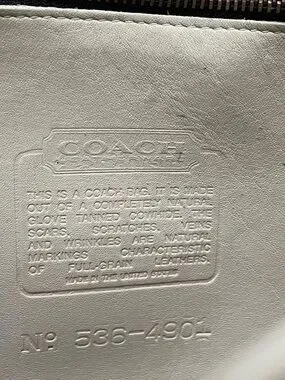 COACH
THIS IS A COACH BAG. IT IS MADE
OUT OF A COMPLETELY NATURAL
GLOVE TANNED COWHIDE. THE
SCARS, SCRATCHES, VEINS
AND WRINKLES ARE NATURAL
MARKINGS CHARACTERISTIC
OF FULL-GRAIN LEATHERS.
MADE IN THE UNITED STATES
Nº 536-4901